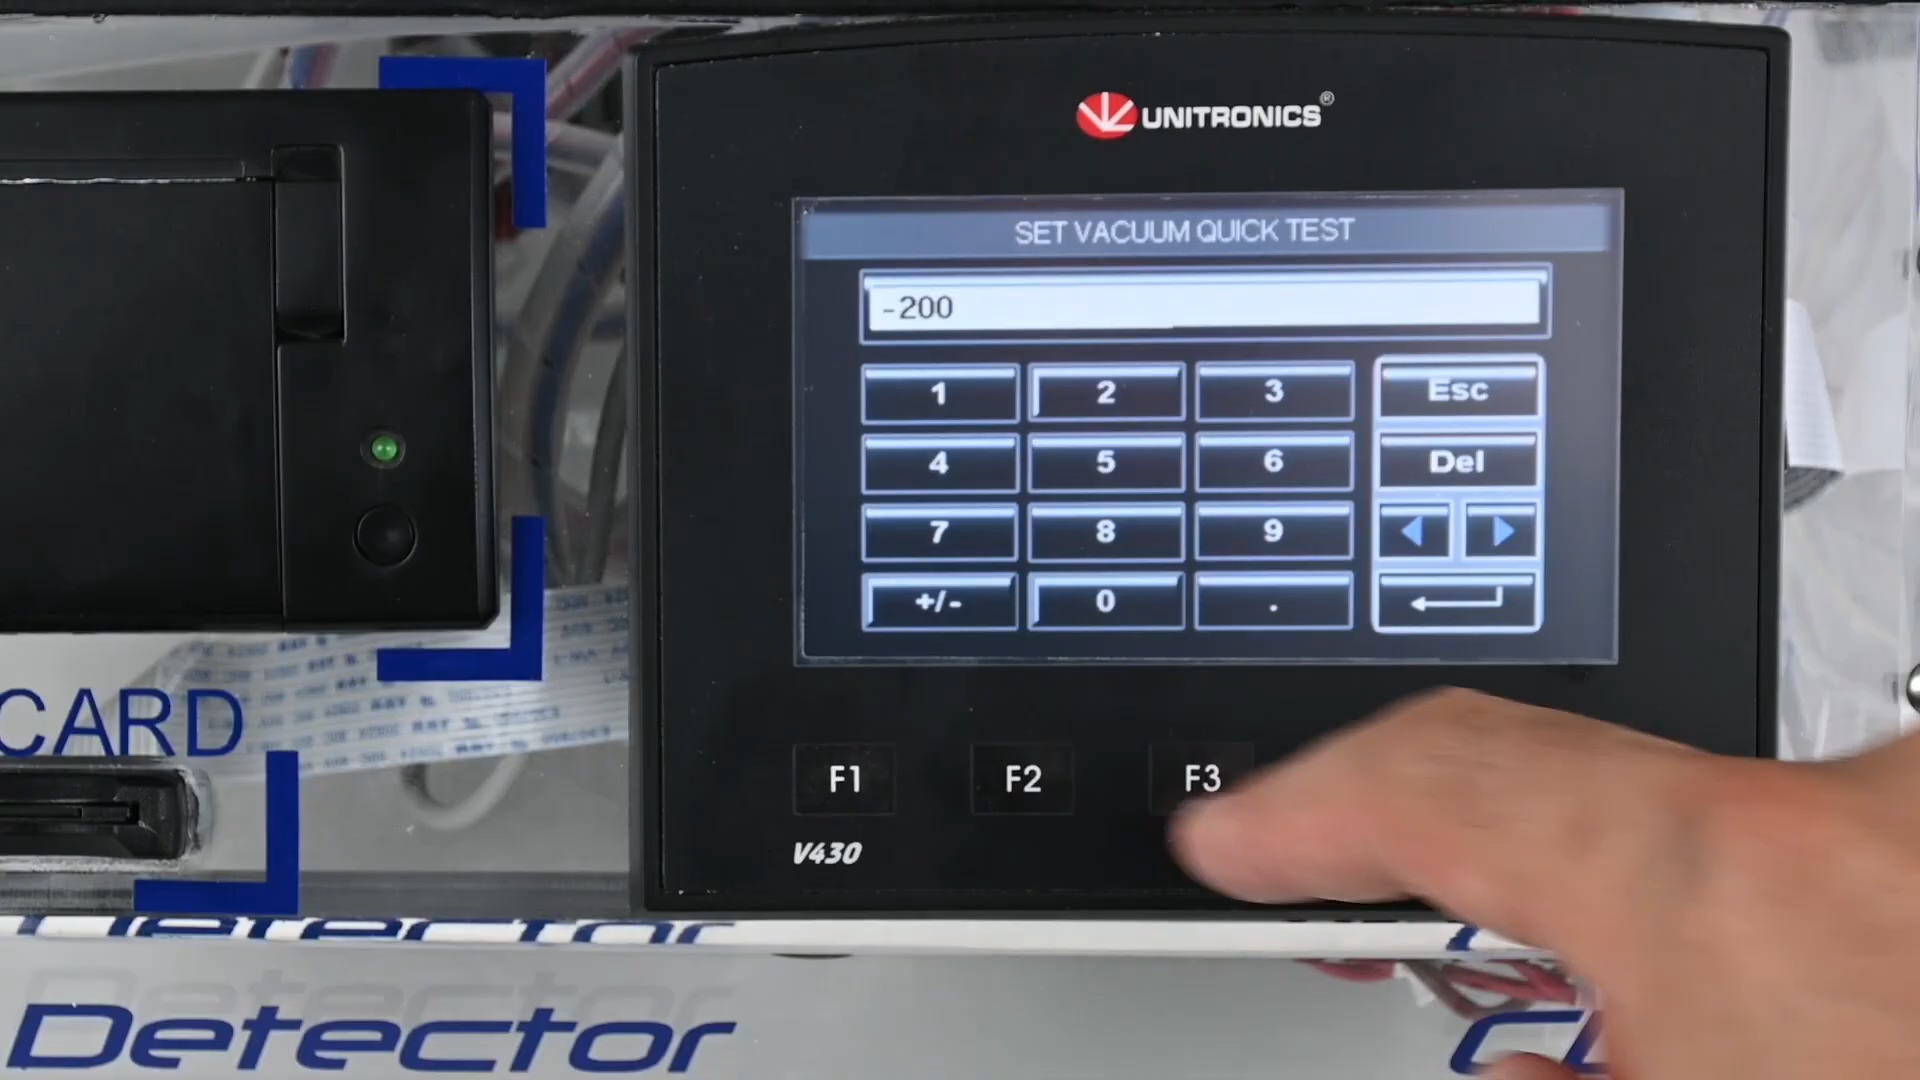 UNITRONICS®
SET VACUUM QUICK TEST
-200
1 2 3 Esc
4 5 6 Del
7 8 9
+/- 0 .
CARD
F1 F2 F3
V430
Detector
Detector